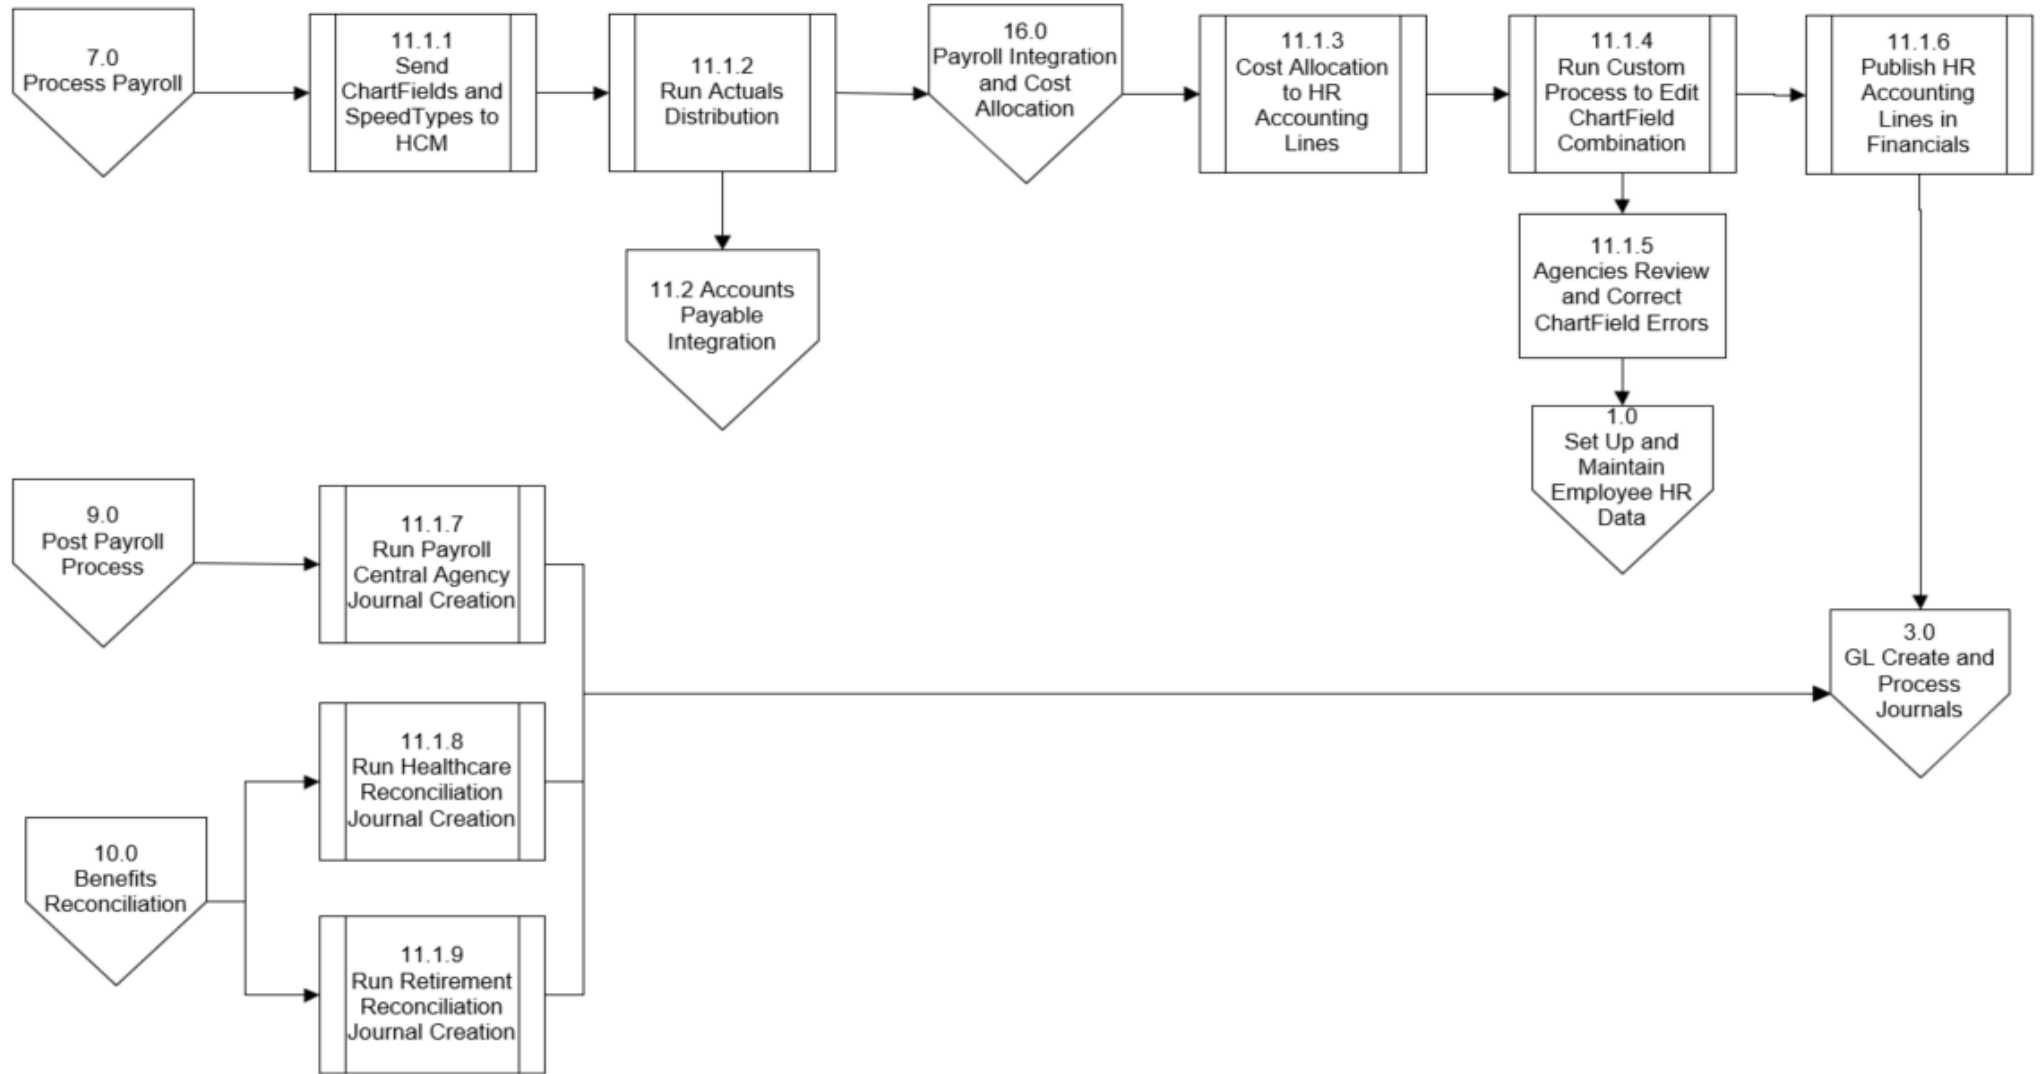 7.0
Process Payroll
11.1.1
Send
ChartFields and
SpeedTypes to
HCM
11.1.2
Run Actuals
Distribution
16.0
Payroll Integration
and Cost
Allocation
11.1.3
Cost Allocation
to HR
Accounting
Lines
11.1.4
Run Custom
Process to Edit
ChartField
Combination
11.1.6
Publish HR
Accounting
Lines in
Financials
11.2 Accounts
Payable
Integration
11.1.5
Agencies Review
and Correct
ChartField Errors
1.0
Set Up and
Maintain
Employee HR
Data
9.0
Post Payroll
Process
11.1.7
Run Payroll
Central Agency
Journal Creation
3.0
GL Create and
Process
Journals
11.1.8
Run Healthcare
Reconciliation
Journal Creation
10.0
Benefits
Reconciliation
11.1.9
Run Retirement
Reconciliation
Journal Creation